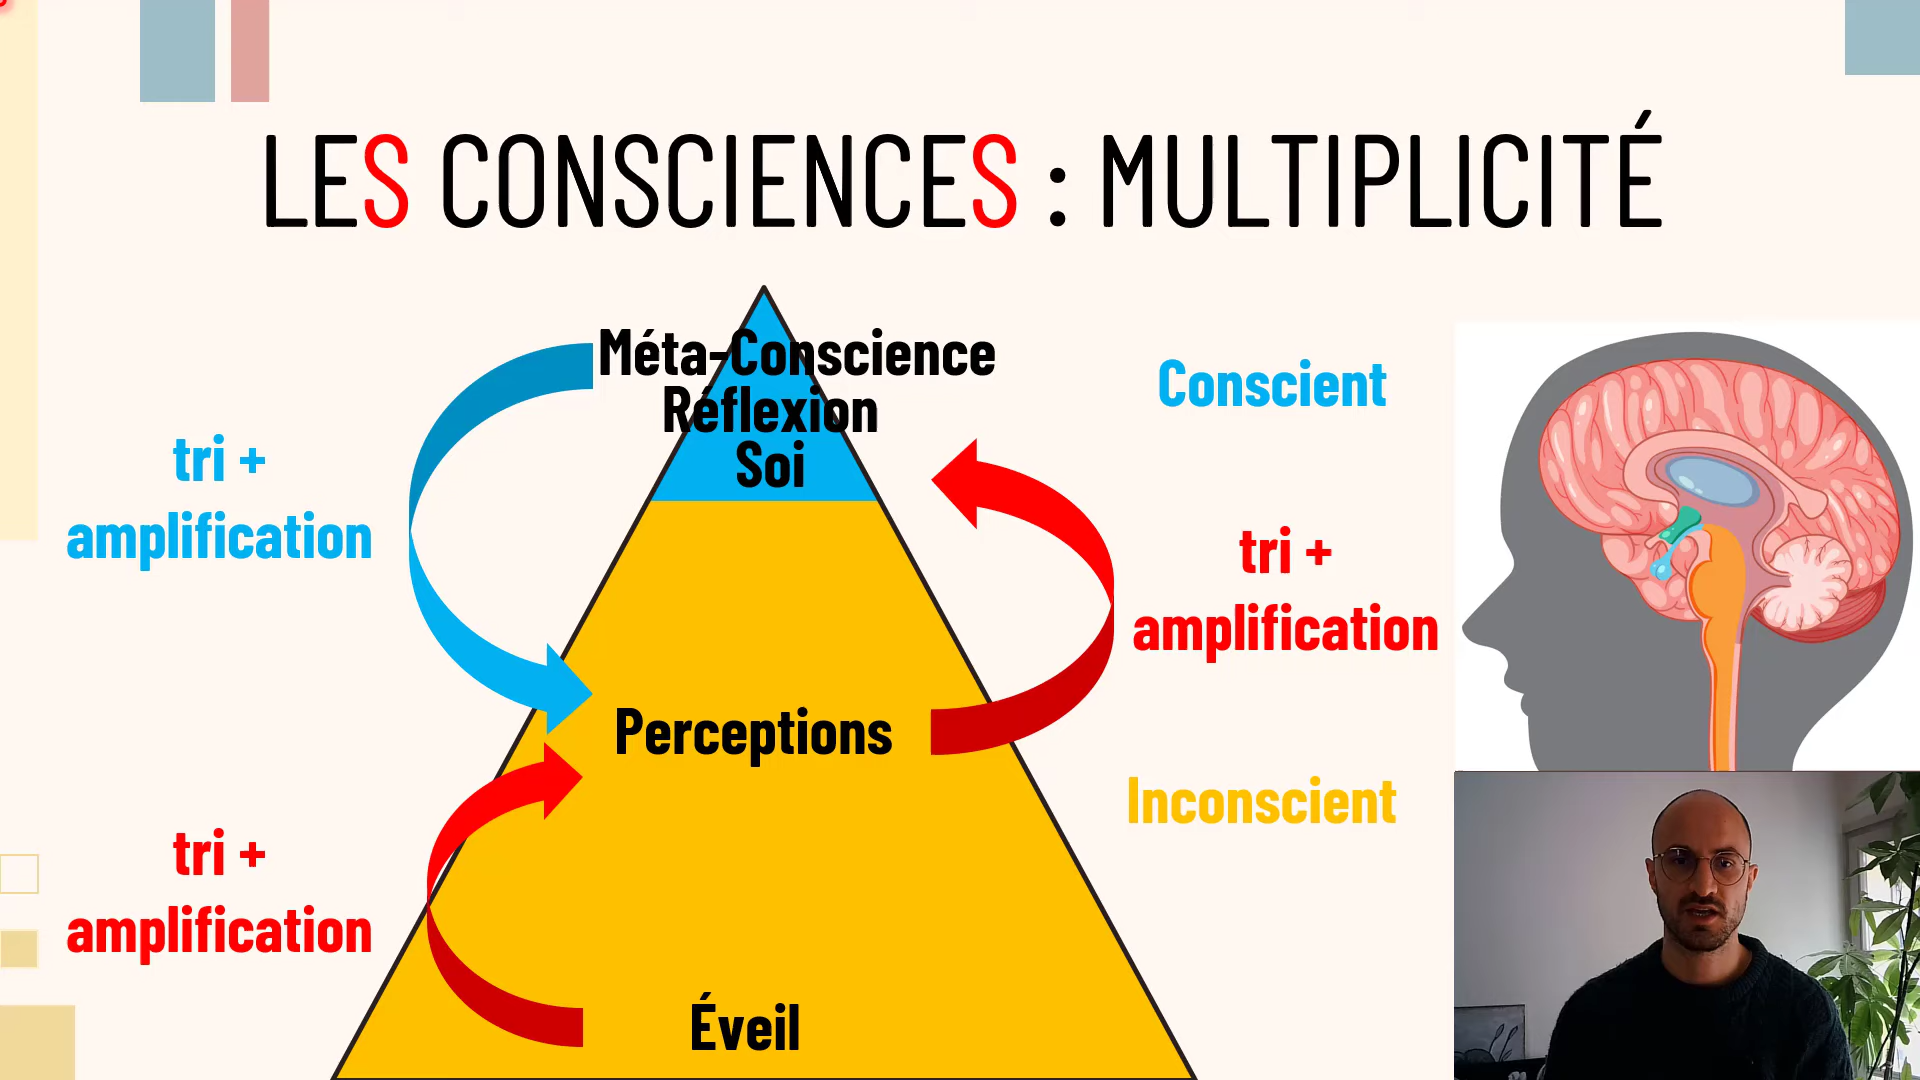 LES CONSCIENCES : MULTIPLICITÉ
Méta-Conscience
Réflexion
Soi
Conscient
tri +
amplification
tri +
amplification
Perceptions
Inconscient
tri +
amplification
Éveil